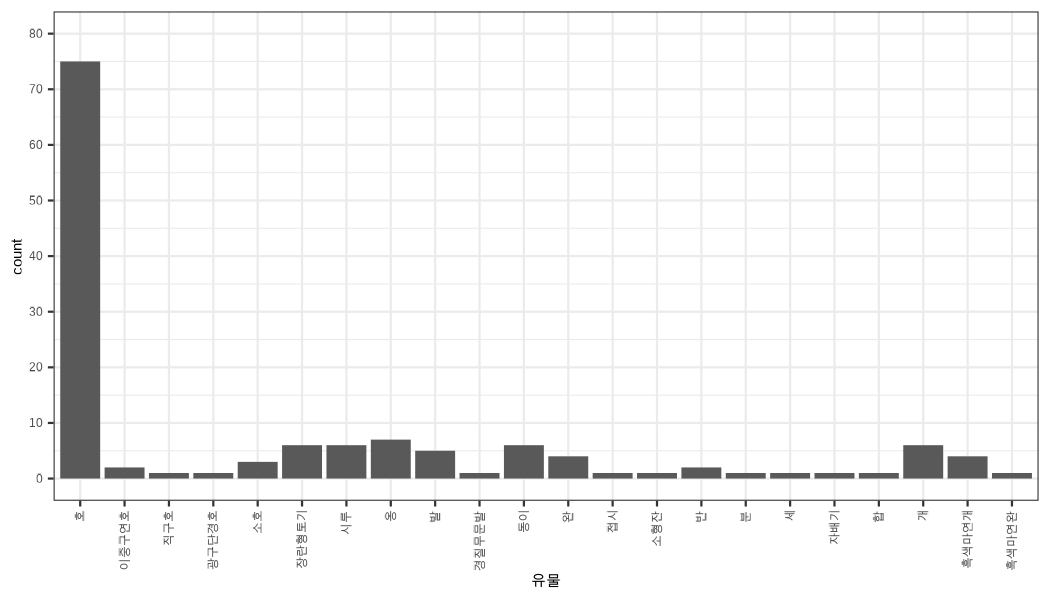 80
70
60
50
40
30
20
10
0
count
호
이중구연호
직구호
광구단경호
소호
장란형토기
시루
옹
발
경질무문발
동이
완
접시
소형잔
반
분
세
자배기
합
개
흑색마연개
흑색마연완
유물